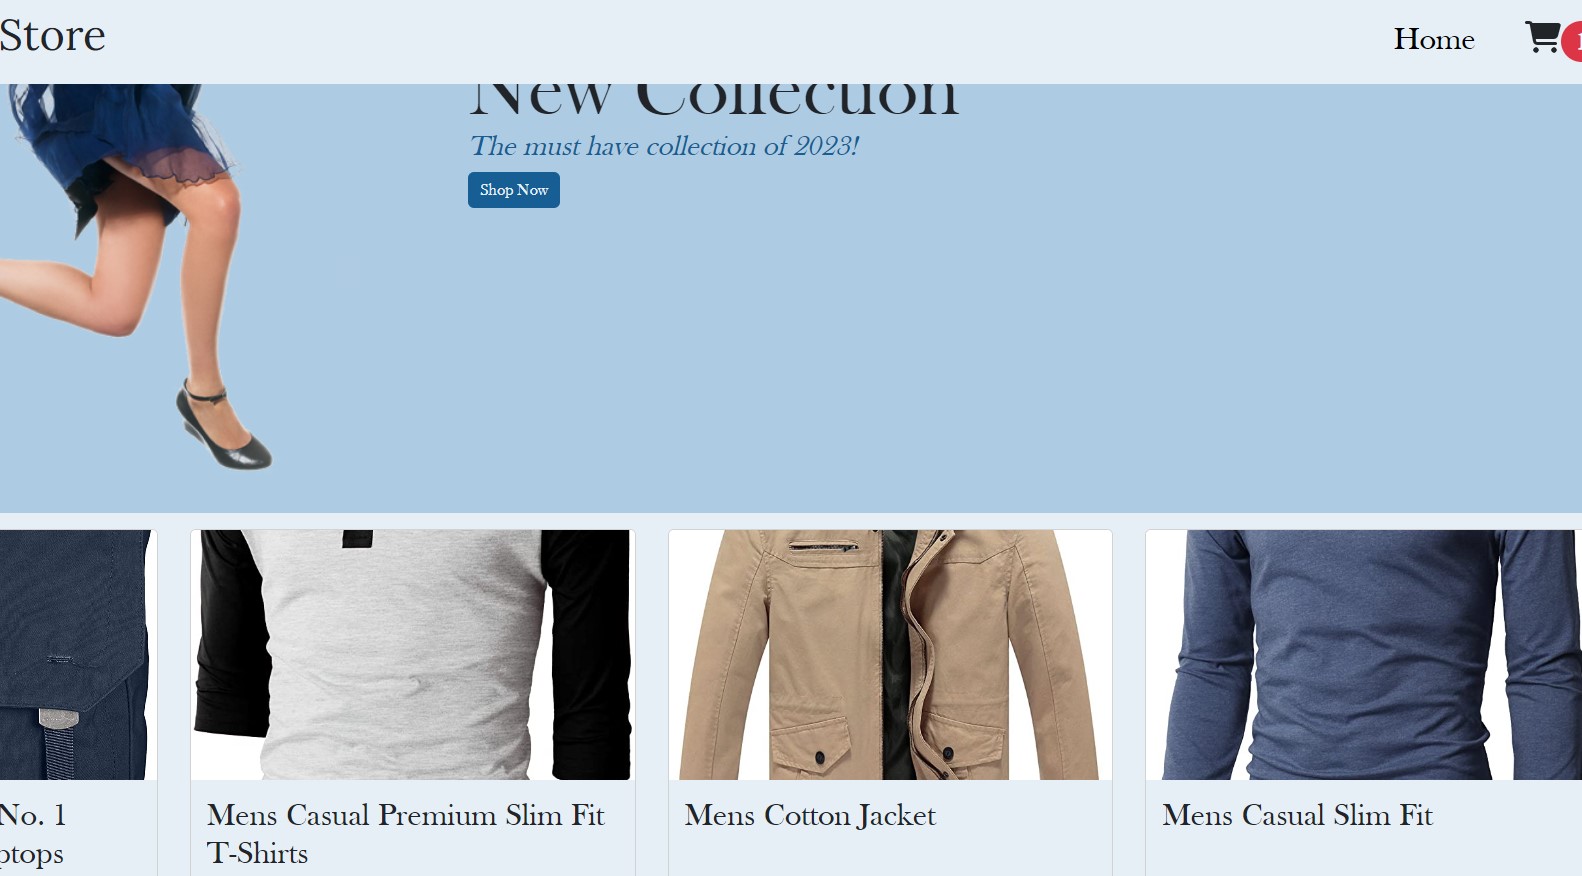 Store
Home
New Collection
The must have collection of 2023!
Shop Now
No. 1
ptops
Mens Casual Premium Slim Fit
T-Shirts
Mens Cotton Jacket
Mens Casual Slim Fit